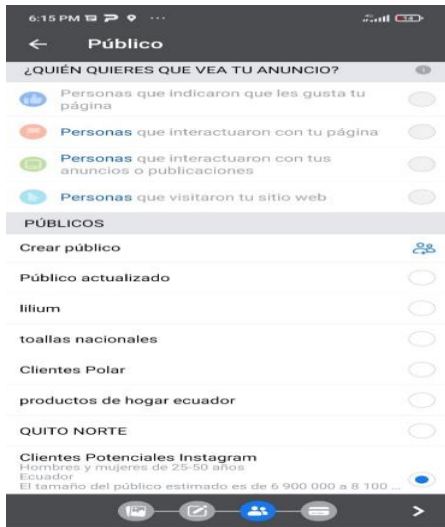 6:15 PM
Público
¿QUIÉN QUIERES QUE VEA TU ANUNCIO?
Personas que indicaron que les gusta tu
página
Personas que interactuaron con tu página
Personas que interactuaron con tus
anuncios o publicaciones
Personas que visitaron tu sitio web
PÚBLICOS
Crear público
Público actualizado
lilium
toallas nacionales
Clientes Polar
productos de hogar ecuador
QUITO NORTE
Clientes Potenciales Instagram
Hombres y mujeres de 25-50 años
Ecuador
El tamaño del público estimado es de 6 900 000 a 8 100 ...